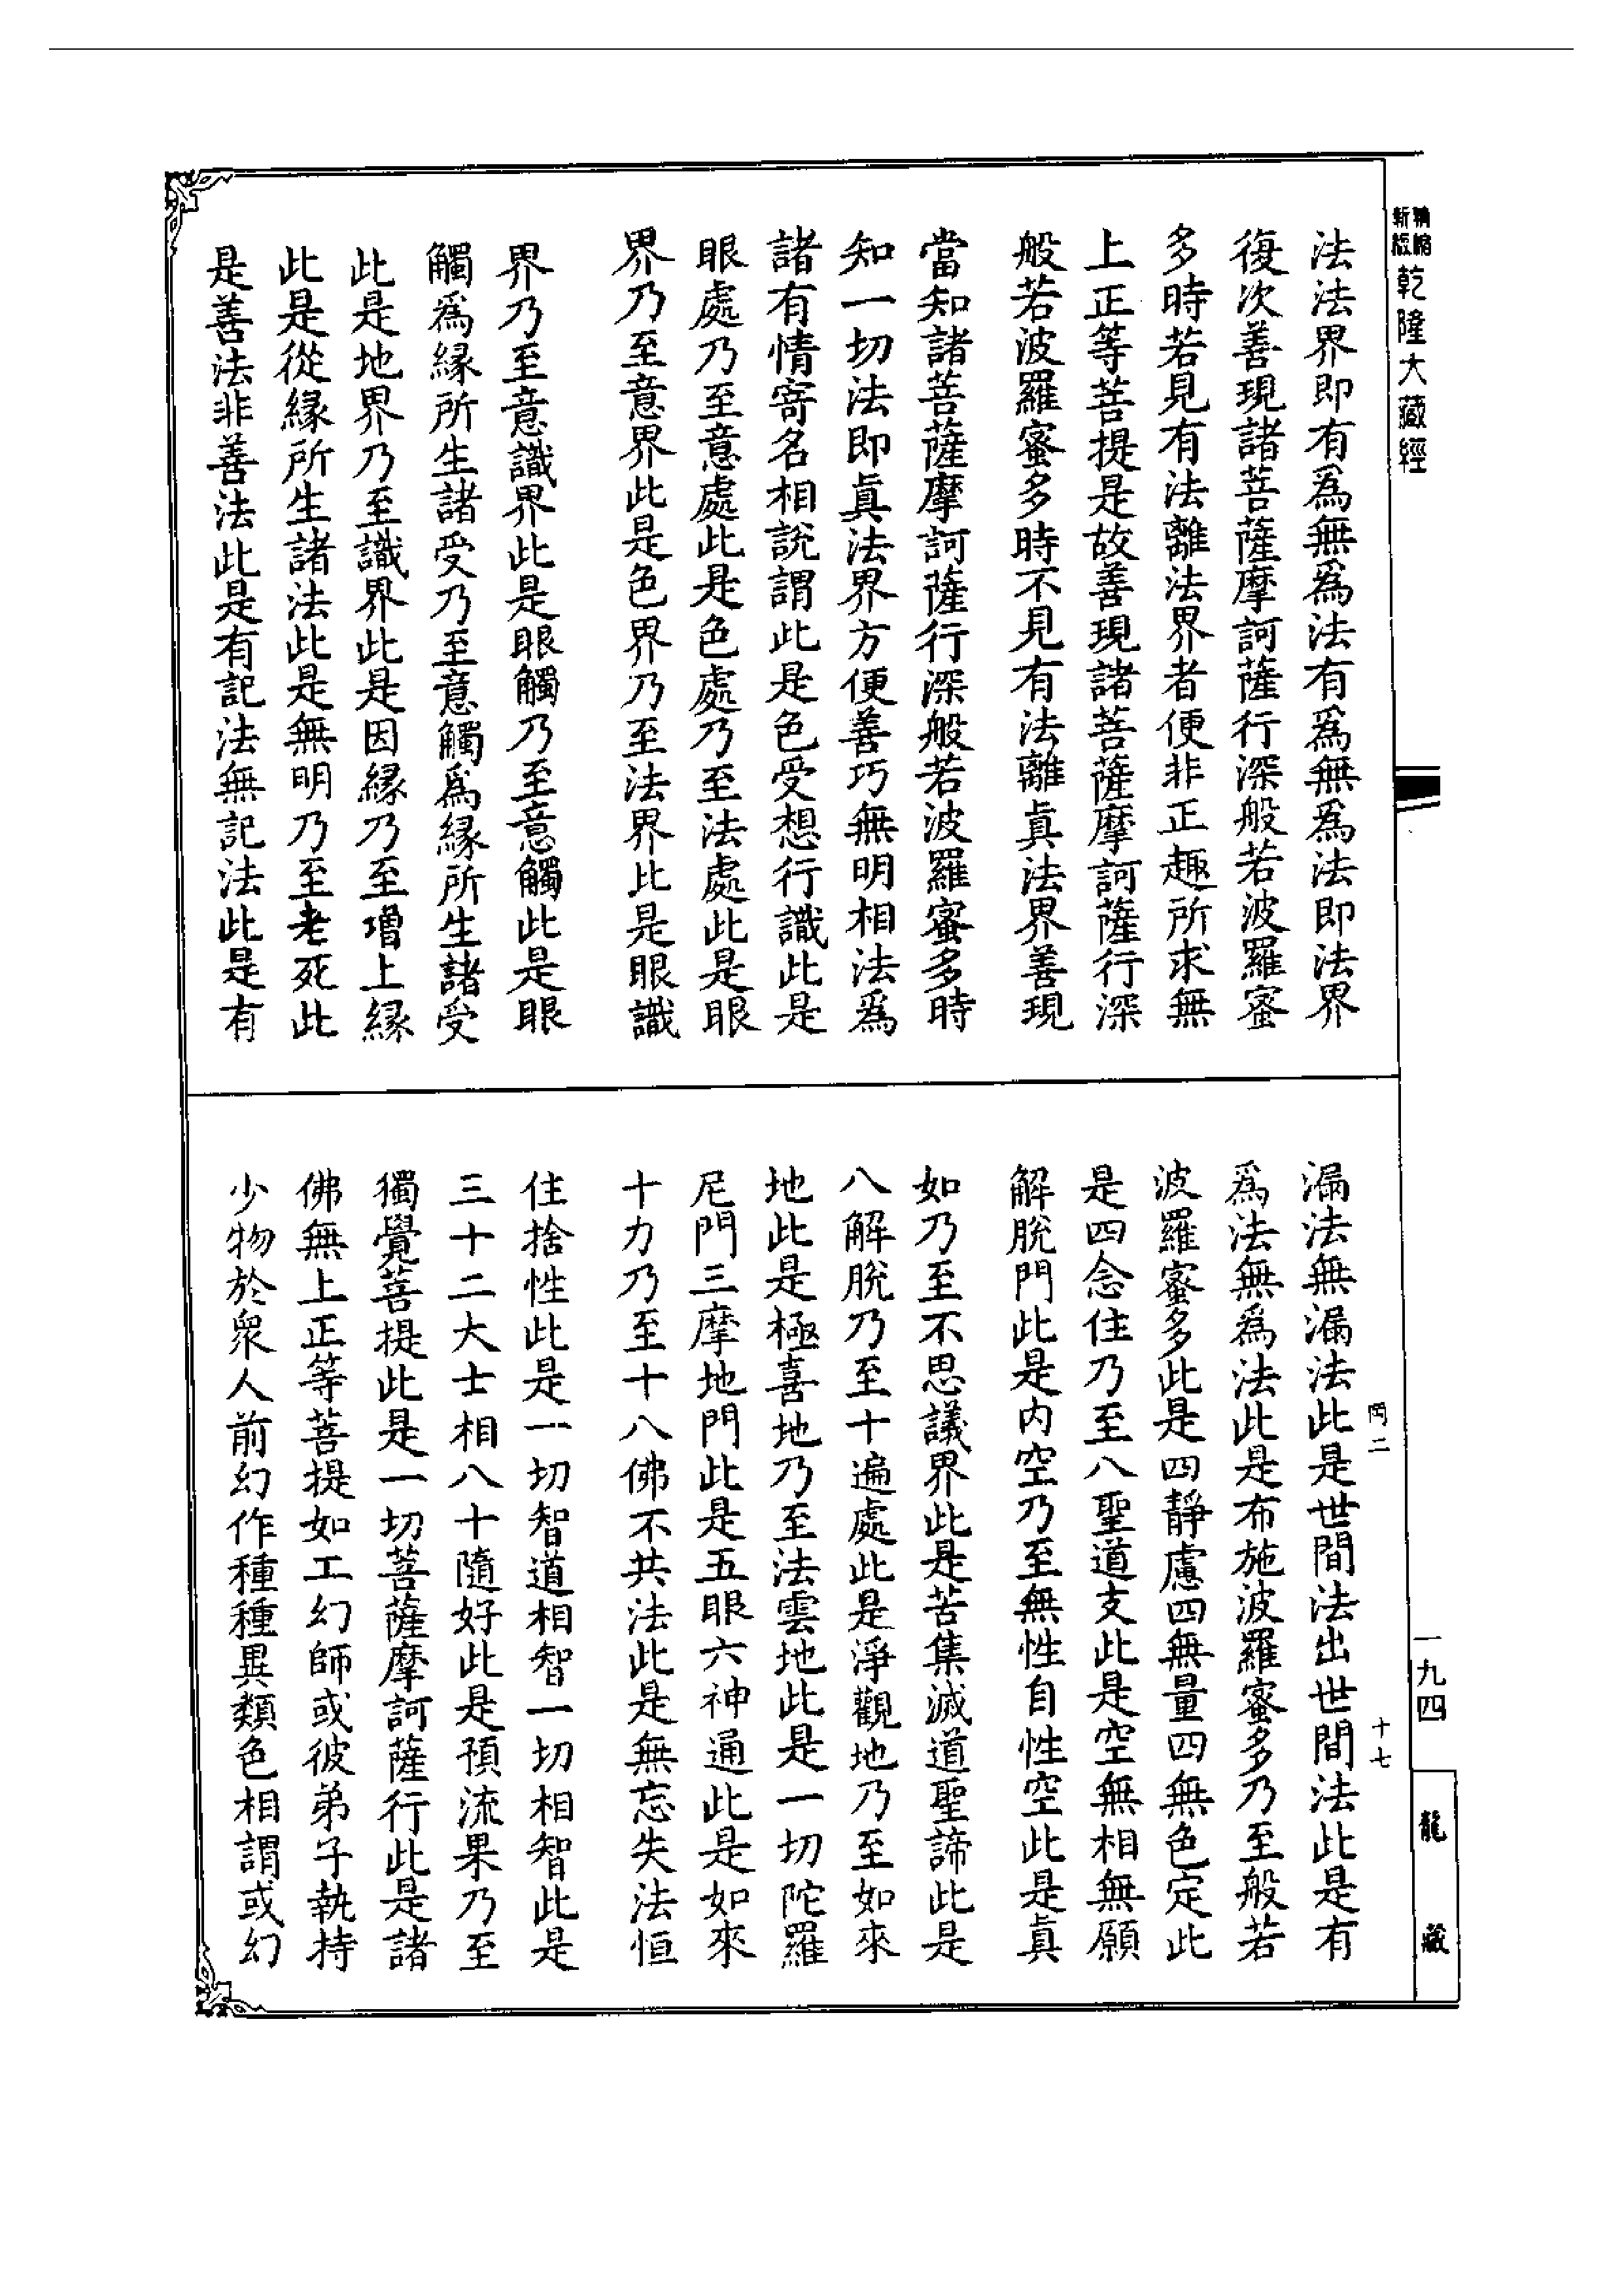 新編縮版
乾隆大藏經
法法界即有爲無爲法有爲無爲法即法界
復次善現諸菩薩摩訶薩行深般若波羅蜜
多時若見有法離法界者便非正趣所求無
上正等菩提是故善現諸菩薩摩訶薩行深
般若波羅蜜多時不見有法離真法界善現
當知諸菩薩摩訶薩行深般若波羅蜜多時
知一切法即真法界方便善巧無明相法爲
諸有情寄名相說謂此是色受想行識此是
眼處乃至意處此是色處乃至法處此是眼
界乃至意界此是色界乃至法界此是眼識
界乃至意識界此是眼觸乃至意觸此是眼
觸爲緣所生諸受乃至意觸爲緣所生諸受
此是地界乃至識界此是因緣乃至增上緣
此是從緣所生諸法此是無明乃至老死此
是善法非善法此是有記法無記法此是有
漏法無漏法此是世間法出世間法此是有
爲法無爲法此是布施波羅蜜多乃至般若
波羅蜜多此是四靜慮四無量四無色定此
是四念住乃至八聖道支此是空無相無願
解脫門此是内空乃至無性自性空此是真
如乃至不思議界此是苦集滅道聖諦此是
八解脫乃至十遍處此是淨觀地乃至如來
地此是極喜地乃至法雲地此是一切陀羅
尼門三摩地門此是五眼六神通此是如來
十力乃至十八佛不共法此是無忘失法恒
住捨性此是一切智道相智一切相智此是
三十二大士相八十隨好此是預流果乃至
獨覺菩提此是一切菩薩摩訶薩行此是諸
佛無上正等菩提如工幻師或彼弟子執持
少物於衆人前幻作種種異類色相謂或幻
岡二
十七
一九四
龍藏